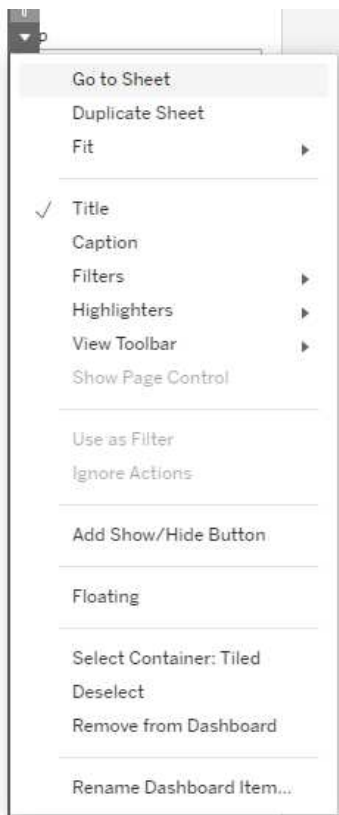 Go to Sheet
Duplicate Sheet
Fit
Title
Caption
Filters
Highlighters
View Toolbar
Show Page Control
Use as Filter
Ignore Actions
Add Show/Hide Button
Floating
Select Container: Tiled
Deselect
Remove from Dashboard
Rename Dashboard Item...